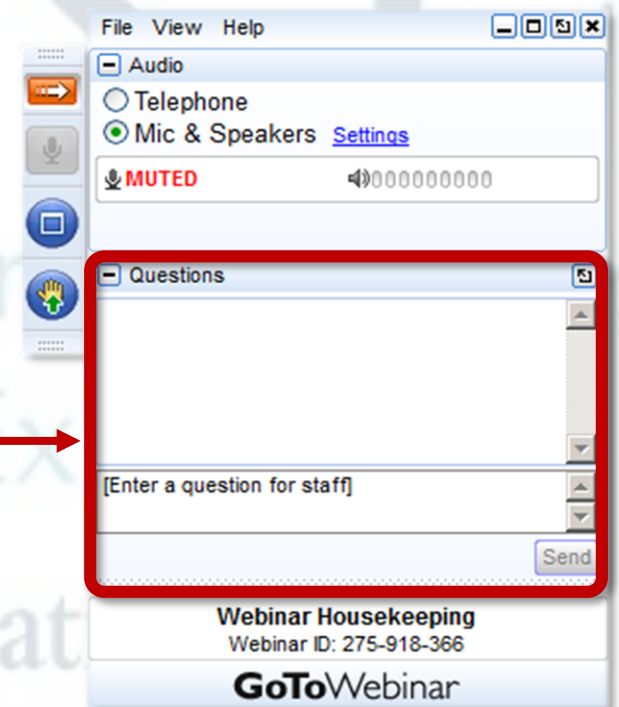 File View Help
Audio
Telephone
Mic & Speakers Settings
MUTED
Questions
[Enter a question for staff]
Send
Webinar Housekeeping
Webinar ID: 275-918-366
GoToWebinar